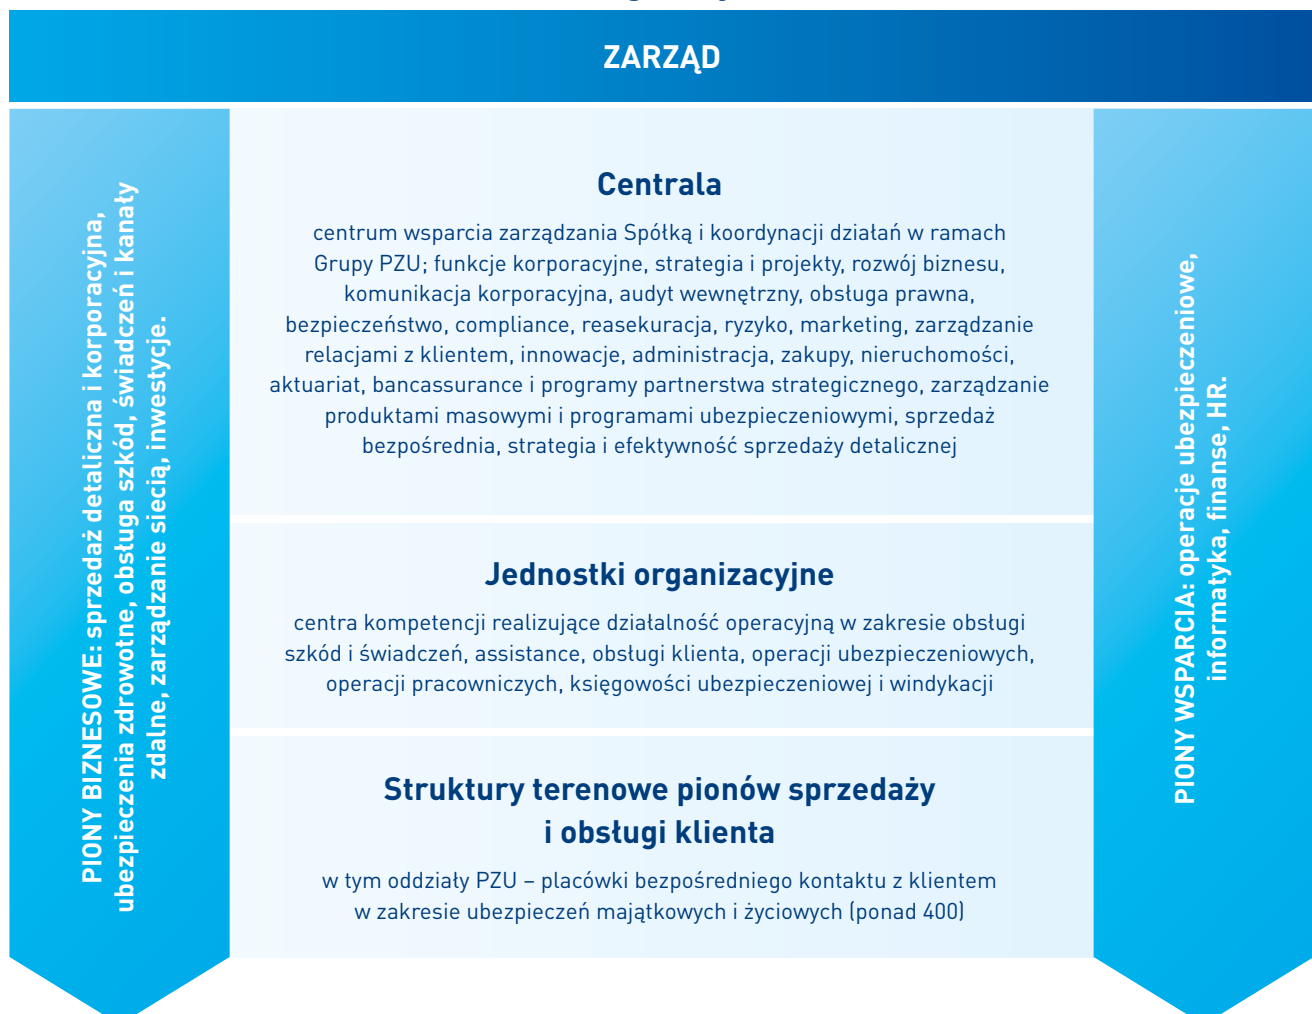 ZARZĄD
PIONY BIZNESOWE: sprzedaż detaliczna i korporacyjna,
ubezpieczenia zdrowotne, obsługa szkód, świadczeń i kanały
zdalne, zarządzanie siecią, inwestycje.
Centrala
centrum wsparcia zarządzania Spółką i koordynacji działań w ramach
Grupy PZU; funkcje korporacyjne, strategia i projekty, rozwój biznesu,
komunikacja korporacyjna, audyt wewnętrzny, obsługa prawna,
bezpieczeństwo, compliance, reasekuracja, ryzyko, marketing, zarządzanie
relacjami z klientem, innowacje, administracja, zakupy, nieruchomości,
aktuariat, bancassurance i programy partnerstwa strategicznego, zarządzanie
produktami masowymi i programami ubezpieczeniowymi, sprzedaż
bezpośrednia, strategia i efektywność sprzedaży detalicznej
Jednostki organizacyjne
centra kompetencji realizujące działalność operacyjną w zakresie obsługi
szkód i świadczeń, assistance, obsługi klienta, operacji ubezpieczeniowych,
operacji pracowniczych, księgowości ubezpieczeniowej i windykacji
Struktury terenowe pionów sprzedaży
i obsługi klienta
w tym oddziały PZU – placówki bezpośredniego kontaktu z klientem
w zakresie ubezpieczeń majątkowych i życiowych (ponad 400)
PIONY WSPARCIA: operacje ubezpieczeniowe,
informatyka, finanse, HR.